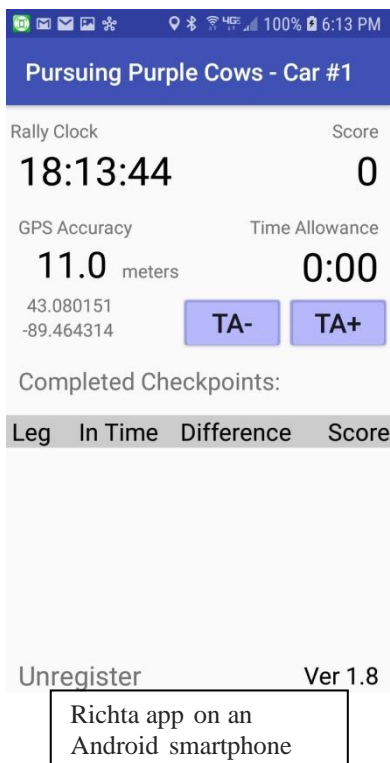 4GE 100% 6:13 PM
Pursuing Purple Cows - Car #1
Rally Clock Score
18:13:44 0
GPS Accuracy Time Allowance
11.0 meters 0:00
43.080151
-89.464314
TA- TA+
Completed Checkpoints:
Leg In Time Difference Score
Unregister Ver 1.8
Richta app on an
Android smartphone